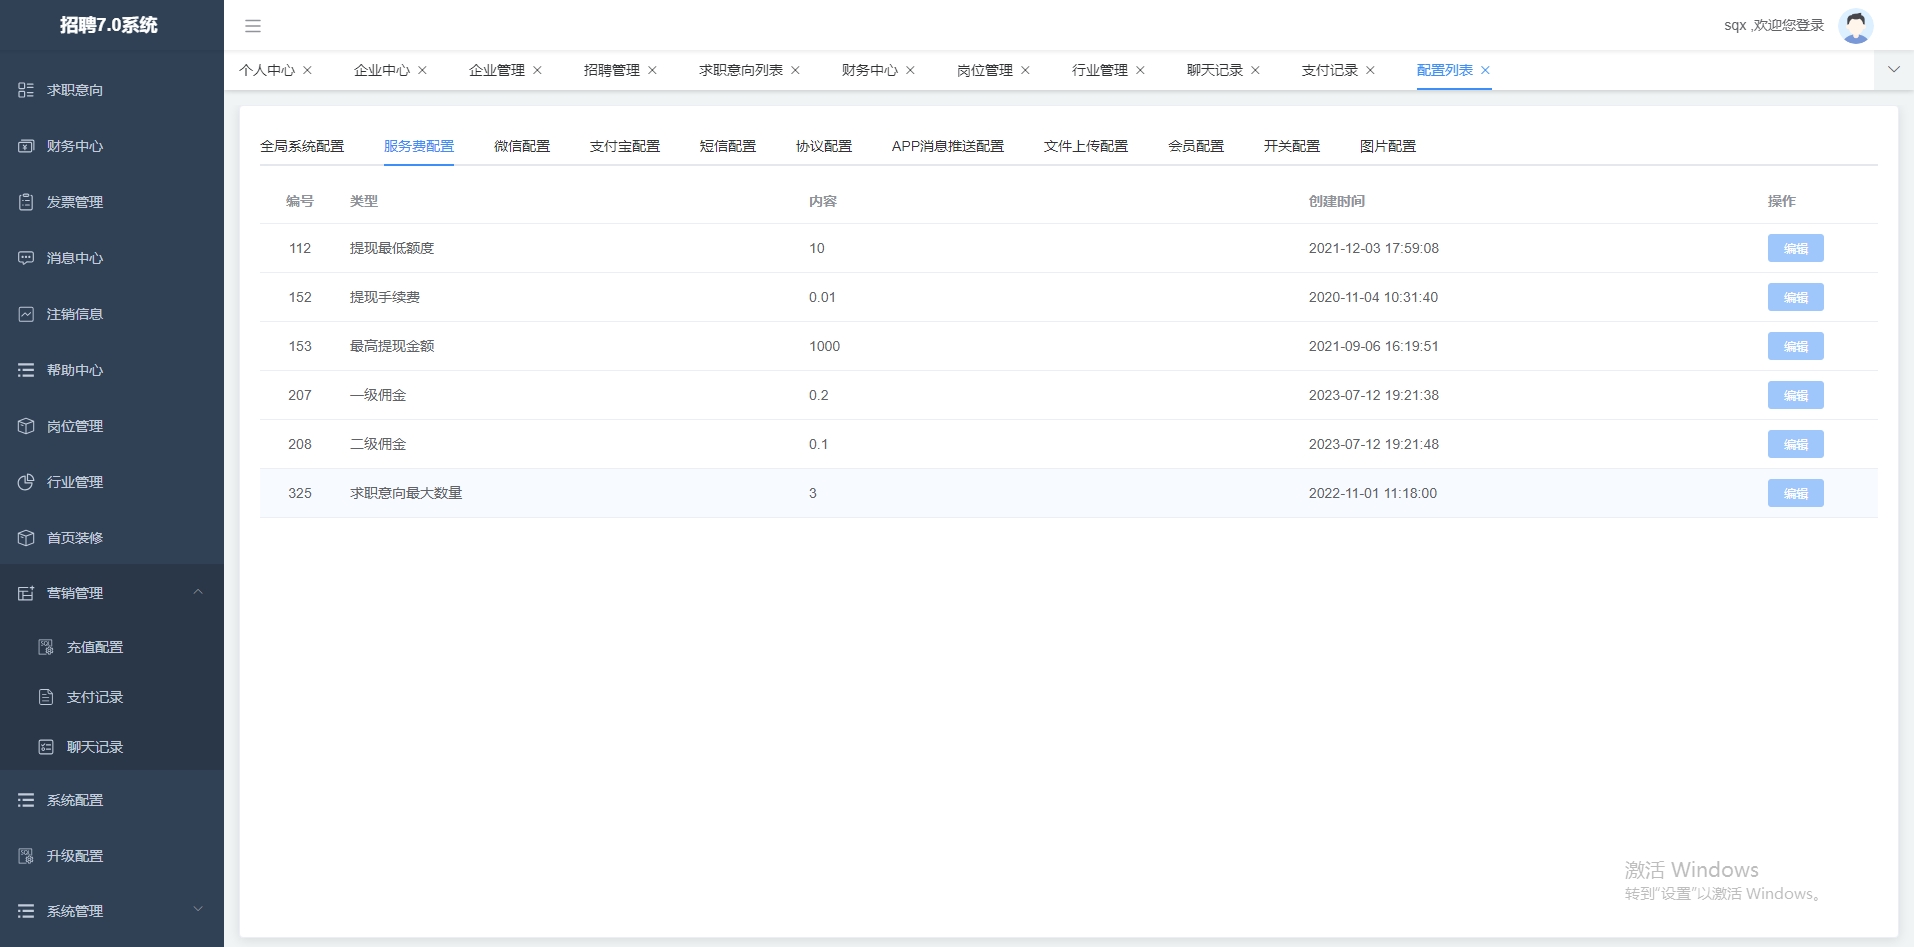 招聘7.0系统
sqx ,欢迎您登录
个人中心 企业中心 企业管理 招聘管理 求职意向列表 财务中心 岗位管理 行业管理 聊天记录 支付记录 配置列表
求职意向
财务中心
发票管理
消息中心
注销信息
帮助中心
岗位管理
行业管理
首页装修
营销管理
充值配置
支付记录
聊天记录
系统配置
升级配置
系统管理
全局系统配置 服务费配置 微信配置 支付宝配置 短信配置 协议配置 APP消息推送配置 文件上传配置 会员配置 开关配置 图片配置
编号 类型 内容 创建时间 操作
112 提现最低额度 10 2021-12-03 17:59:08 编辑
152 提现手续费 0.01 2020-11-04 10:31:40 编辑
153 最高提现金额 1000 2021-09-06 16:19:51 编辑
207 一级佣金 0.2 2023-07-12 19:21:38 编辑
208 二级佣金 0.1 2023-07-12 19:21:48 编辑
325 求职意向最大数量 3 2022-11-01 11:18:00 编辑
激活 Windows
转到“设置”以激活 Windows。